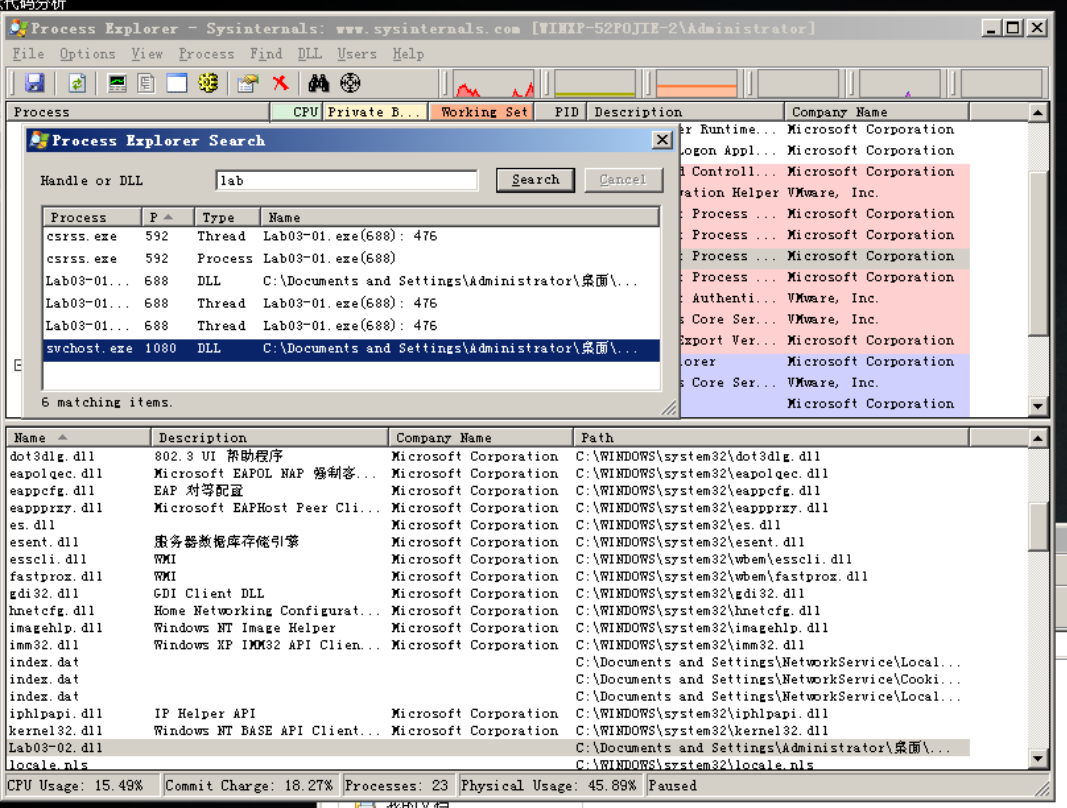 代码分析
Process Explorer - Sysinternals: www.sysinternals.com [WINXP-52POJIE-2\Administrator]
File Options View Process Find DLL Users Help
Process CPU Private B... Working Set PID Description Company Name
er Runtime... Microsoft Corporation
Logon Appl... Microsoft Corporation
Controll... Microsoft Corporation
vation Helper VMware, Inc.
Process ... Microsoft Corporation
Process ... Microsoft Corporation
Process ... Microsoft Corporation
Process ... Microsoft Corporation
Authenti... VMware, Inc.
s Core Ser... VMware, Inc.
Export Ver... Microsoft Corporation
lorer Microsoft Corporation
s Core Ser... VMware, Inc.
Microsoft Corporation
Process Explorer Search
Handle or DLL lab Search Cancel
Process P Type Name
csrss.exe 592 Thread Lab03-01.exe(688): 476
csrss.exe 592 Process Lab03-01.exe(688)
Lab03-01... 688 DLL C:\Documents and Settings\Administrator\桌面\...
Lab03-01... 688 Thread Lab03-01.exe(688): 476
Lab03-01... 688 Thread Lab03-01.exe(688): 476
svchost.exe 1080 DLL C:\Documents and Settings\Administrator\桌面\...
6 matching items.
Name Description Company Name Path
dot3dlg.dll 802.3 UI 帮助程序 Microsoft Corporation C:\WINDOWS\system32\dot3dlg.dll
eapolqec.dll Microsoft EAPOL NAP 强制客... Microsoft Corporation C:\WINDOWS\system32\eapolqec.dll
eappcfg.dll EAP 对等配置 Microsoft Corporation C:\WINDOWS\system32\eappcfg.dll
eappprxy.dll Microsoft EAPHost Peer Cli... Microsoft Corporation C:\WINDOWS\system32\eappprxy.dll
es.dll Microsoft Corporation C:\WINDOWS\system32\es.dll
esent.dll 服务器数据库存储引擎 Microsoft Corporation C:\WINDOWS\system32\esent.dll
esscli.dll WMI Microsoft Corporation C:\WINDOWS\system32\wbem\esscli.dll
fastprox.dll WMI Microsoft Corporation C:\WINDOWS\system32\wbem\fastprox.dll
gdi32.dll GDI Client DLL Microsoft Corporation C:\WINDOWS\system32\gdi32.dll
hnetcfg.dll Home Networking Configurat... Microsoft Corporation C:\WINDOWS\system32\hnetcfg.dll
imagehlp.dll Windows NT Image Helper Microsoft Corporation C:\WINDOWS\system32\imagehlp.dll
imm32.dll Windows XP IMM32 API Clien... Microsoft Corporation C:\WINDOWS\system32\imm32.dll
index.dat C:\Documents and Settings\NetworkService\Local...
index.dat C:\Documents and Settings\NetworkService\Cooki...
index.dat C:\Documents and Settings\NetworkService\Local...
iphlpapi.dll IP Helper API Microsoft Corporation C:\WINDOWS\system32\iphlpapi.dll
kernel32.dll Windows NT BASE API Client... Microsoft Corporation C:\WINDOWS\system32\kernel32.dll
Lab03-02.dll C:\Documents and Settings\Administrator\桌面\...
locale.nls C:\WINDOWS\system32\locale.nls
CPU Usage: 15.49% Commit Charge: 18.27% Processes: 23 Physical Usage: 45.89% Paused
我的文档